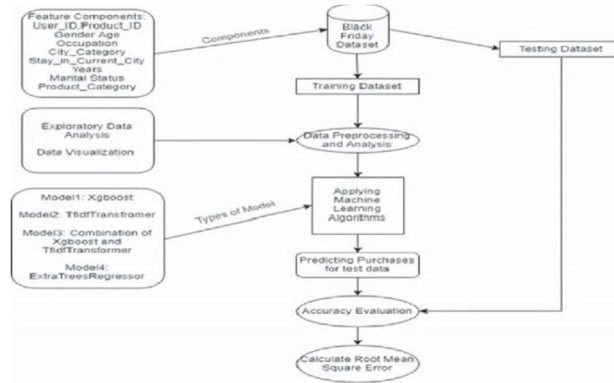 Feature Components:
User_ID,Product_ID
Gender Age
Occupation
City_Category
Stay_in_Current_City
Years
Marital Status
Product_Category
Components
Black
Friday
Dataset
Testing Dataset
Training Dataset
Exploratory Data
Analysis
Data Visualization
Data Preprocessing
and Analysis
Model1: Xgboost
Model2: TfidfTransfromer
Model3: Combination of
Xgboost and
TfidfTransformer
Model4:
ExtraTreesRegressor
Types of Model
Applying
Machine
Learning
Algorithms
Predicting Purchases
for test data
Accuracy Evaluation
Calculate Root Mean
Square Error